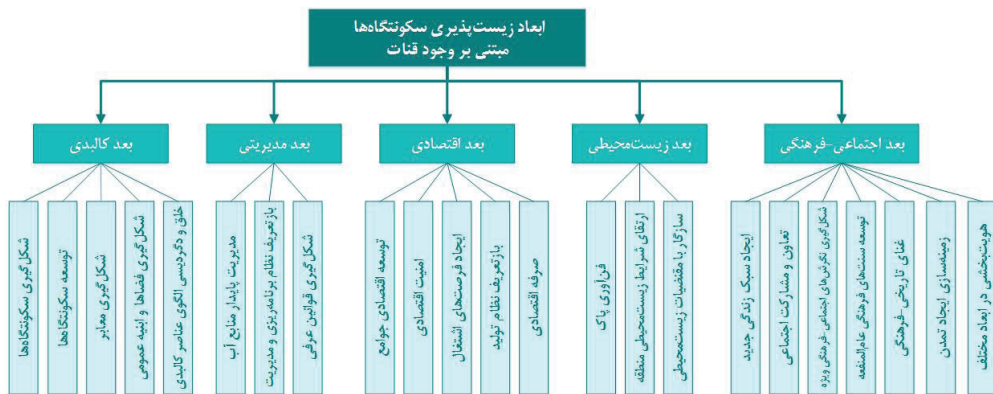 ابعاد زیست‌پذیری سکونتگاه‌ها
مبتنی بر وجود قنات
بعد اجتماعی-فرهنگی
بعد زیست‌محیطی
بعد اقتصادی
بعد مدیریتی
بعد کالبدی
هویت‌بخشی در ابعاد مختلف
زمینه‌سازی ایجاد تمدن
غنای تاریخی-فرهنگی
توسعه سنت‌های فرهنگی عام‌المنفعه
شکل‌گیری نگرش‌های اجتماعی-فرهنگی ویژه
تعاون و مشارکت اجتماعی
ایجاد سبک زندگی جدید
سازگار با مقتضیات زیست‌محیطی
ارتقای شرایط زیست‌محیطی منطقه
فن‌آوری پاک
صرفه اقتصادی
بازتعریف نظام تولید
ایجاد فرصت‌های اشتغال
امنیت اقتصادی
توسعه اقتصادی جوامع
شکل‌گیری قوانین عرفی
بازتعریف نظام برنامه‌ریزی و مدیریت
مدیریت پایدار منابع آب
خلق و دگردیسی الگوی عناصر کالبدی
شکل‌گیری فضاها و ابنیه عمومی
شکل‌گیری معابر
توسعه سکونتگاه‌ها
شکل‌گیری سکونتگاه‌ها